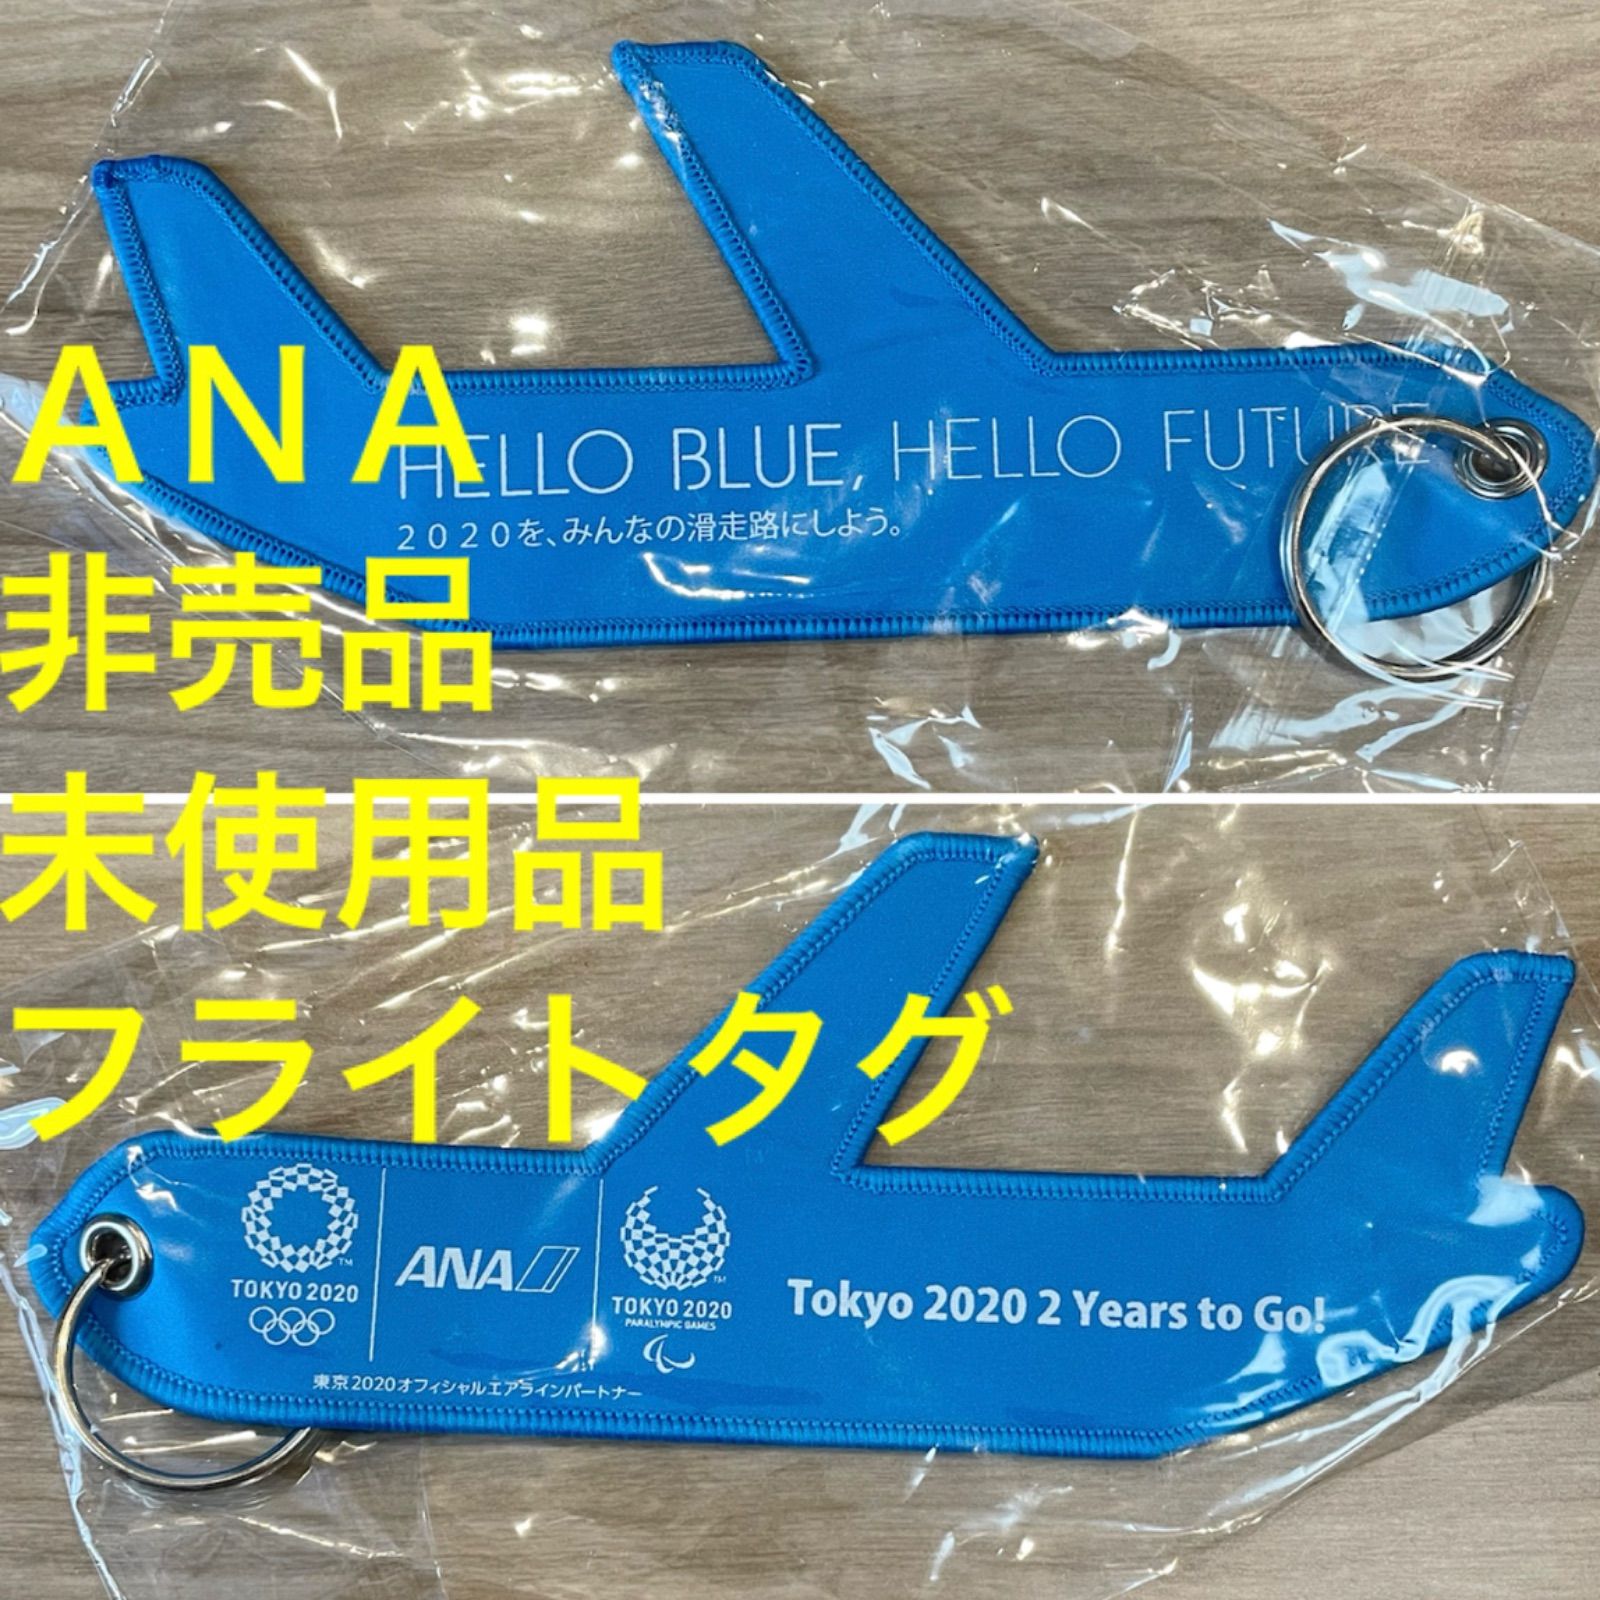 HELLO BLUE, HELLO FUTURE
2020を、みんなの滑走路にしよう。
ANA
非売品
未使用品
フライトタグ
TOKYO 2020
ANA
TOKYO 2020
PARALYMPIC GAMES
Tokyo 2020 2 Years to Go!
東京2020オフィシャルエアラインパートナー